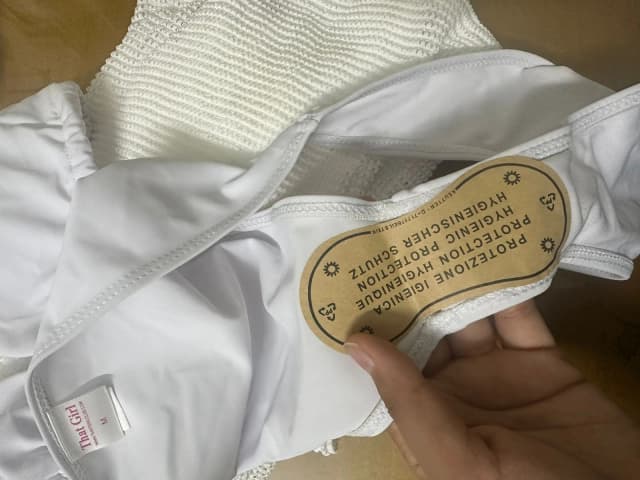 PROTEZIONE IGIENICA
PROTECTION HYGIENIQUE
HYGIENIC PROTECTION
HYGIENISCHER SCHUTZ
That Girl
M